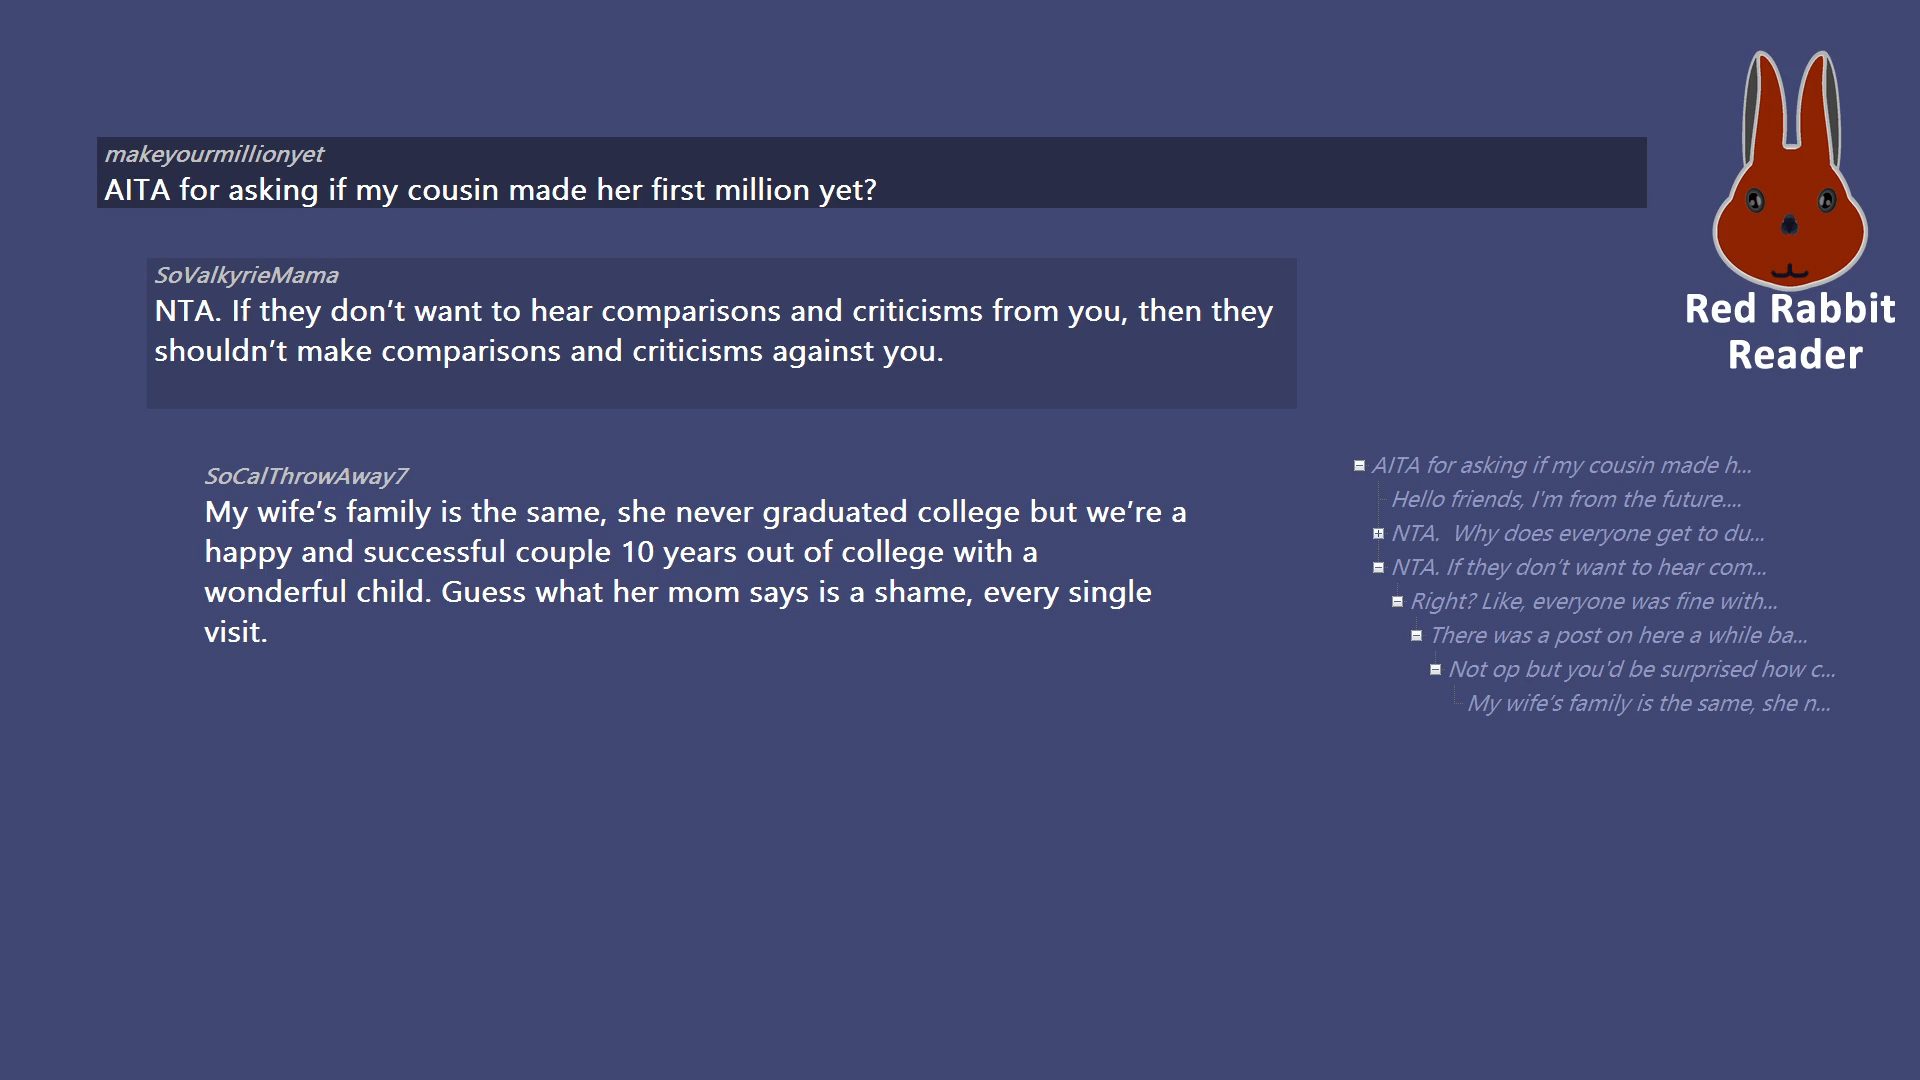 makeyourmillionyet
AITA for asking if my cousin made her first million yet?
SoValkyrieMama
NTA. If they don’t want to hear comparisons and criticisms from you, then they
shouldn’t make comparisons and criticisms against you.
SoCalThrowAway7
My wife’s family is the same, she never graduated college but we’re a
happy and successful couple 10 years out of college with a
wonderful child. Guess what her mom says is a shame, every single
visit.
Red Rabbit
Reader
AITA for asking if my cousin made h...
Hello friends, I'm from the future....
NTA.  Why does everyone get to du...
NTA. If they don’t want to hear com...
Right? Like, everyone was fine with...
There was a post on here a while ba...
Not op but you'd be surprised how c...
My wife’s family is the same, she n...